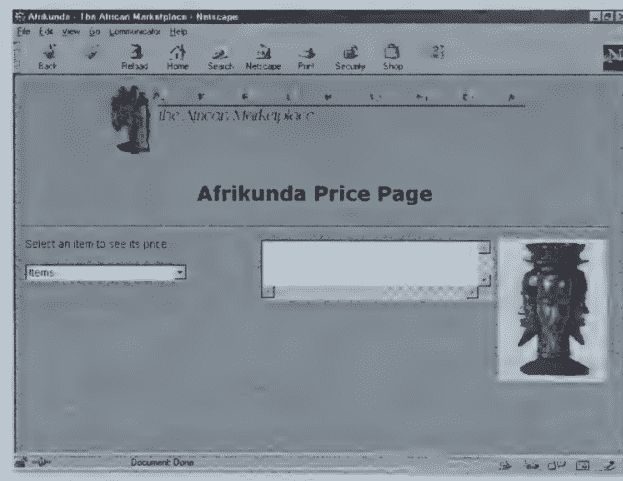 Afrikunda - The African Marketplace - Netscape
File Edit View Go Communicator Help
Back Reload Home Search Netscape Print Security Shop
A F R I K U N D A
the African Marketplace
Afrikunda Price Page
Select an item to see its price
Items
Document: Done